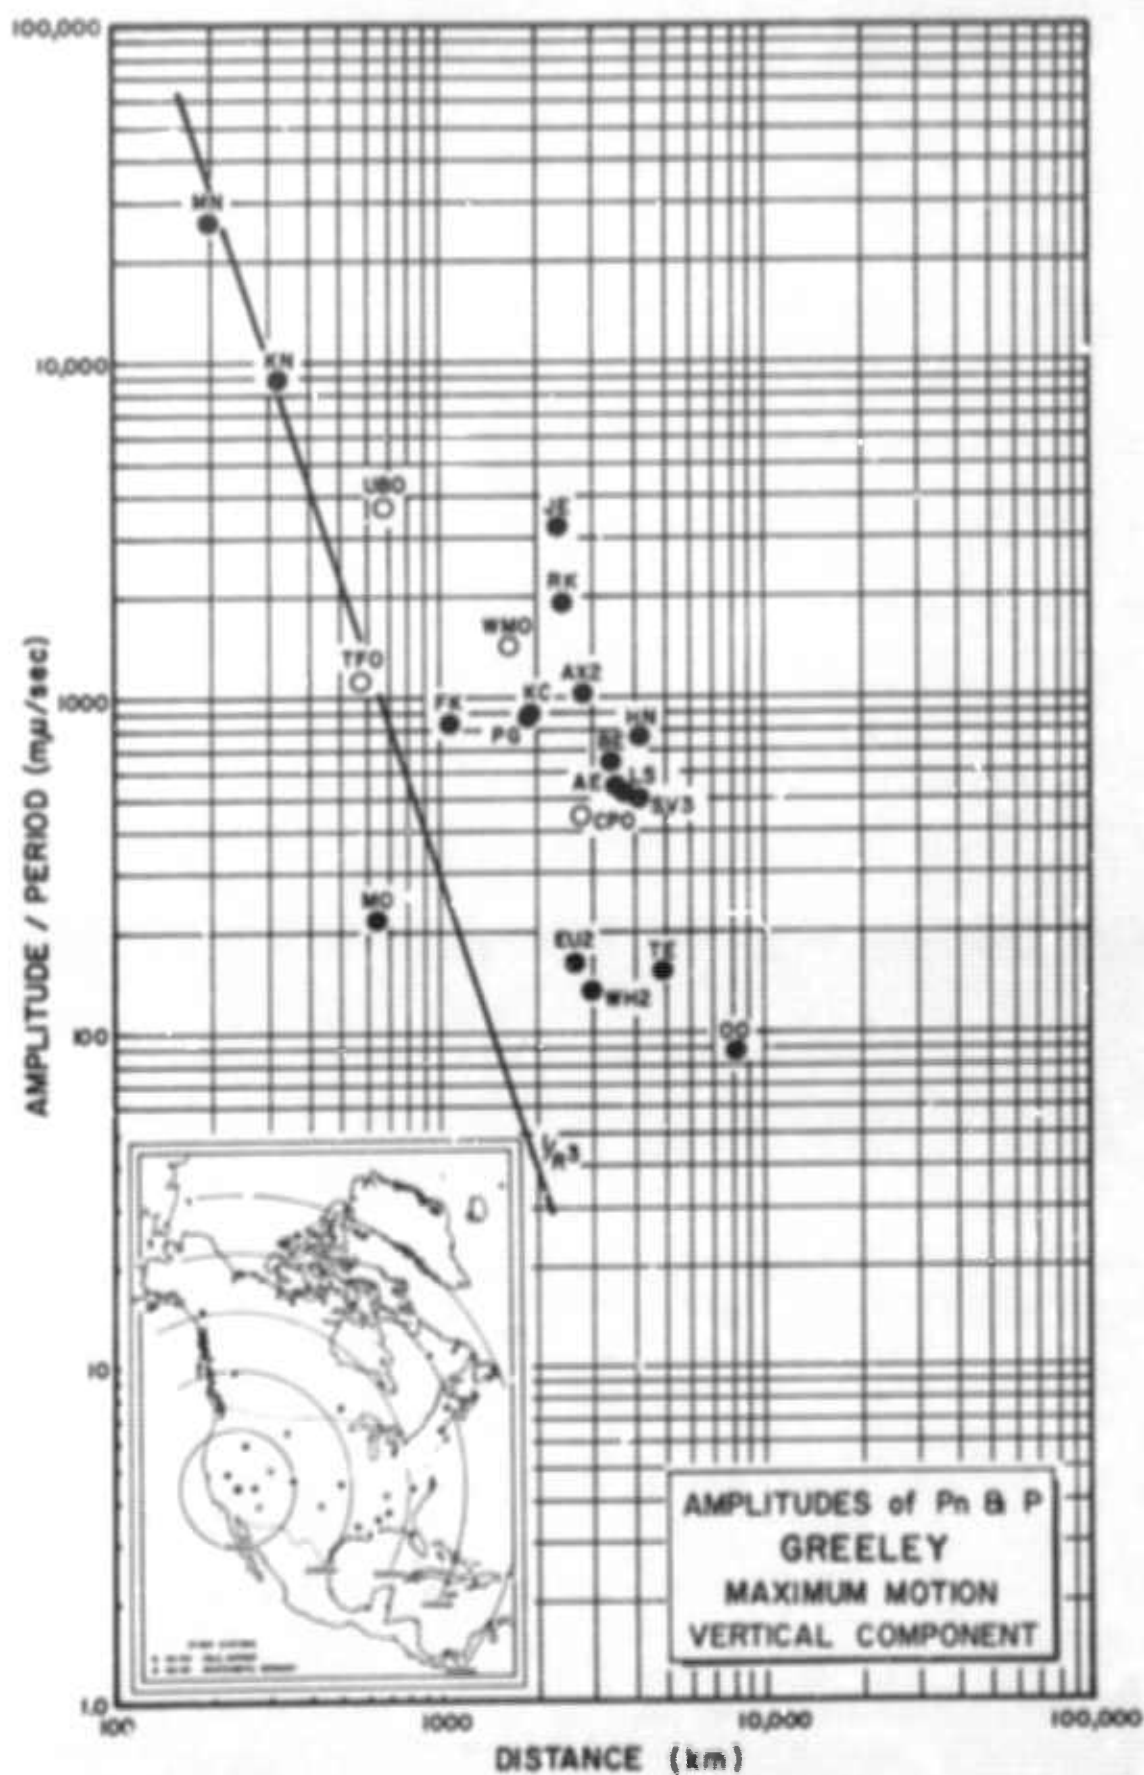 100,000
10,000
1000
100
10
1.0
AMPLITUDE / PERIOD (mμ/sec)
MN
KN
UBO
JE
RK
WMO
TFO
AX2
KC
FK
PG
HN
BE
AE
LS
SV3
CPO
MO
EU2
TE
WH2
OO
1/R3
AMPLITUDES of Pn & P
GREELEY
MAXIMUM MOTION
VERTICAL COMPONENT
100
1000
10,000
100,000
DISTANCE (km)